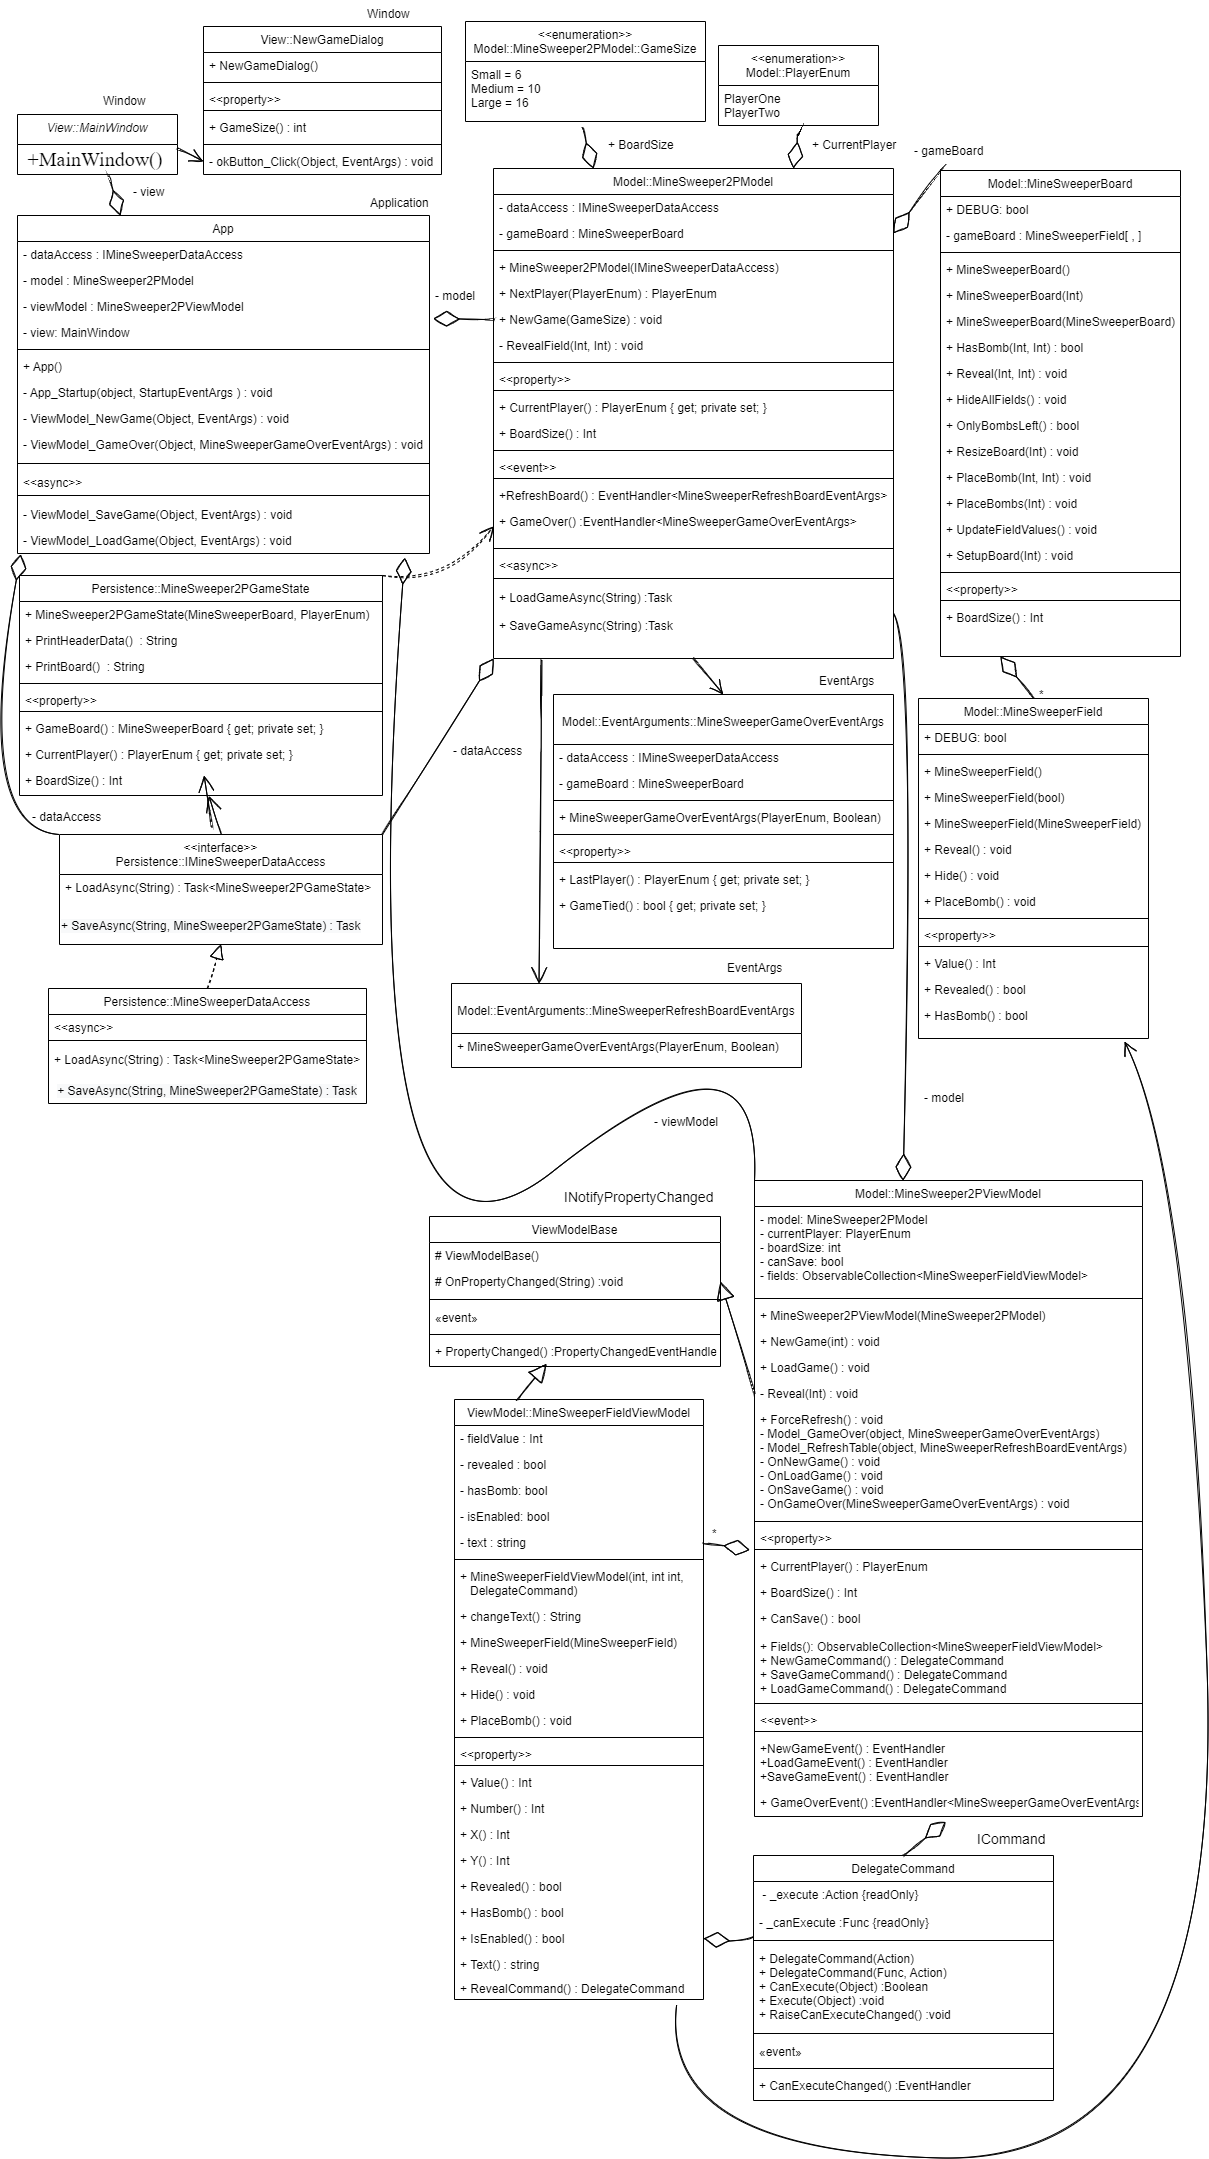 Window
View::NewGameDialog
+ NewGameDialog()
<<property>>
+ GameSize() : int
- okButton_Click(Object, EventArgs) : void
Window
View::MainWindow
+MainWindow()
- view
<<enumeration>>
Model::MineSweeper2PModel::GameSize
Small = 6
Medium = 10
Large = 16
+ BoardSize
<<enumeration>>
Model::PlayerEnum
PlayerOne
PlayerTwo
+ CurrentPlayer
- gameBoard
Application
App
- dataAccess : IMineSweeperDataAccess
- model : MineSweeper2PModel
- viewModel : MineSweeper2PViewModel
- view: MainWindow
+ App()
- App_Startup(object, StartupEventArgs ) : void
- ViewModel_NewGame(Object, EventArgs) : void
- ViewModel_GameOver(Object, MineSweeperGameOverEventArgs) : void
<<async>>
- ViewModel_SaveGame(Object, EventArgs) : void
- ViewModel_LoadGame(Object, EventArgs) : void
- model
Model::MineSweeper2PModel
- dataAccess : IMineSweeperDataAccess
- gameBoard : MineSweeperBoard
+ MineSweeper2PModel(IMineSweeperDataAccess)
+ NextPlayer(PlayerEnum) : PlayerEnum
+ NewGame(GameSize) : void
- RevealField(Int, Int) : void
<<property>>
+ CurrentPlayer() : PlayerEnum { get; private set; }
+ BoardSize() : Int
<<event>>
+RefreshBoard() : EventHandler<MineSweeperRefreshBoardEventArgs>
+ GameOver() :EventHandler<MineSweeperGameOverEventArgs>
<<async>>
+ LoadGameAsync(String) :Task
+ SaveGameAsync(String) :Task
Model::MineSweeperBoard
+ DEBUG: bool
- gameBoard : MineSweeperField[ , ]
+ MineSweeperBoard()
+ MineSweeperBoard(Int)
+ MineSweeperBoard(MineSweeperBoard)
+ HasBomb(Int, Int) : bool
+ Reveal(Int, Int) : void
+ HideAllFields() : void
+ OnlyBombsLeft() : bool
+ ResizeBoard(Int) : void
+ PlaceBomb(Int, Int) : void
+ PlaceBombs(Int) : void
+ UpdateFieldValues() : void
+ SetupBoard(Int) : void
<<property>>
+ BoardSize() : Int
*
Persistence::MineSweeper2PGameState
+ MineSweeper2PGameState(MineSweeperBoard, PlayerEnum)
+ PrintHeaderData()  : String
+ PrintBoard()  : String
<<property>>
+ GameBoard() : MineSweeperBoard { get; private set; }
+ CurrentPlayer() : PlayerEnum { get; private set; }
+ BoardSize() : Int
- dataAccess
- dataAccess
<<interface>>
Persistence::IMineSweeperDataAccess
+ LoadAsync(String) : Task<MineSweeper2PGameState>
+ SaveAsync(String, MineSweeper2PGameState) : Task
Persistence::MineSweeperDataAccess
<<async>>
+ LoadAsync(String) : Task<MineSweeper2PGameState>
+ SaveAsync(String, MineSweeper2PGameState) : Task
EventArgs
Model::EventArguments::MineSweeperGameOverEventArgs
- dataAccess : IMineSweeperDataAccess
- gameBoard : MineSweeperBoard
+ MineSweeperGameOverEventArgs(PlayerEnum, Boolean)
<<property>>
+ LastPlayer() : PlayerEnum { get; private set; }
+ GameTied() : bool { get; private set; }
EventArgs
Model::EventArguments::MineSweeperRefreshBoardEventArgs
+ MineSweeperGameOverEventArgs(PlayerEnum, Boolean)
Model::MineSweeperField
+ DEBUG: bool
+ MineSweeperField()
+ MineSweeperField(bool)
+ MineSweeperField(MineSweeperField)
+ Reveal() : void
+ Hide() : void
+ PlaceBomb() : void
<<property>>
+ Value() : Int
+ Revealed() : bool
+ HasBomb() : bool
- model
- viewModel
INotifyPropertyChanged
ViewModelBase
# ViewModelBase()
# OnPropertyChanged(String) :void
«event»
+ PropertyChanged() :PropertyChangedEventHandle
Model::MineSweeper2PViewModel
- model: MineSweeper2PModel
- currentPlayer: PlayerEnum
- boardSize: int
- canSave: bool
- fields: ObservableCollection<MineSweeperFieldViewModel>
+ MineSweeper2PViewModel(MineSweeper2PModel)
+ NewGame(int) : void
+ LoadGame() : void
- Reveal(Int) : void
+ ForceRefresh() : void
- Model_GameOver(object, MineSweeperGameOverEventArgs)
- Model_RefreshTable(object, MineSweeperRefreshBoardEventArgs)
- OnNewGame() : void
- OnLoadGame() : void
- OnSaveGame() : void
- OnGameOver(MineSweeperGameOverEventArgs) : void
<<property>>
+ CurrentPlayer() : PlayerEnum
+ BoardSize() : Int
+ CanSave() : bool
+ Fields(): ObservableCollection<MineSweeperFieldViewModel>
+ NewGameCommand() : DelegateCommand
+ SaveGameCommand() : DelegateCommand
+ LoadGameCommand() : DelegateCommand
<<event>>
+NewGameEvent() : EventHandler
+LoadGameEvent() : EventHandler
+SaveGameEvent() : EventHandler
+ GameOverEvent() :EventHandler<MineSweeperGameOverEventArgs
ViewModel::MineSweeperFieldViewModel
- fieldValue : Int
- revealed : bool
- hasBomb: bool
- isEnabled: bool
- text : string
*
+ MineSweeperFieldViewModel(int, int int,
DelegateCommand)
+ changeText() : String
+ MineSweeperField(MineSweeperField)
+ Reveal() : void
+ Hide() : void
+ PlaceBomb() : void
<<property>>
+ Value() : Int
+ Number() : Int
+ X() : Int
+ Y() : Int
+ Revealed() : bool
+ HasBomb() : bool
+ IsEnabled() : bool
+ Text() : string
+ RevealCommand() : DelegateCommand
ICommand
DelegateCommand
- _execute :Action {readOnly}
- _canExecute :Func {readOnly}
+ DelegateCommand(Action)
+ DelegateCommand(Func, Action)
+ CanExecute(Object) :Boolean
+ Execute(Object) :void
+ RaiseCanExecuteChanged() :void
«event»
+ CanExecuteChanged() :EventHandler